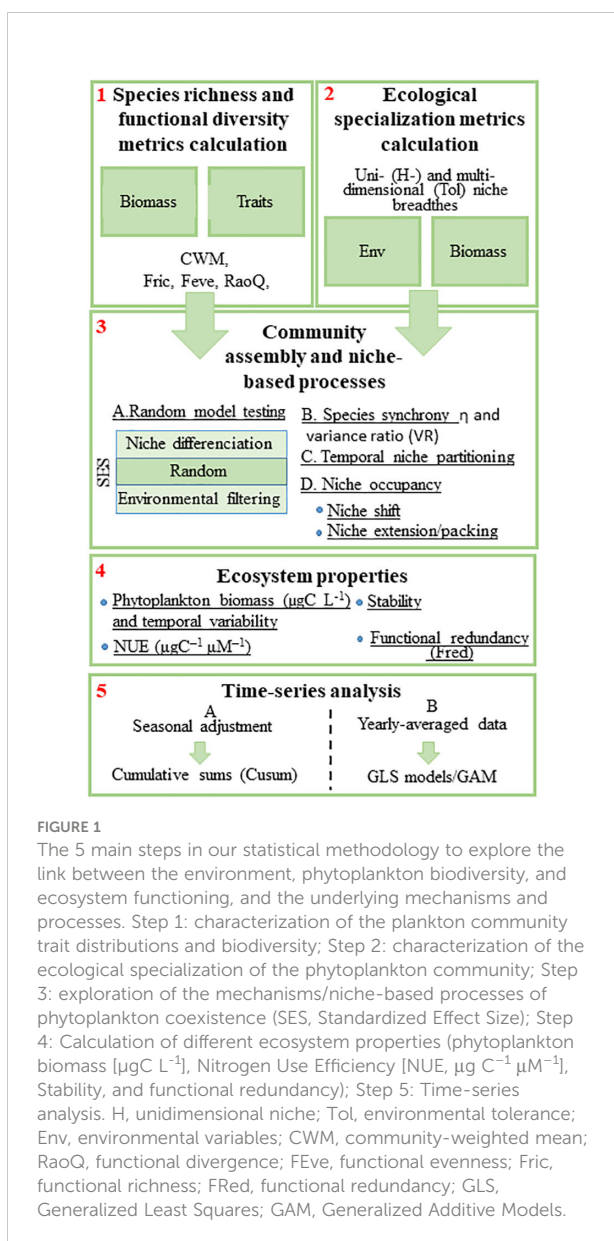 1 Species richness and
functional diversity
metrics calculation
Biomass
Traits
CWM,
Fric, Feve, RaoQ,
2 Ecological
specialization metrics
calculation
Uni- (H-) and multi-
dimensional (Tol) niche
breadthes
Env
Biomass
3 Community
assembly and niche-
based processes
A.Random model testing
SES
Niche differenciation
Random
Environmental filtering
B. Species synchrony η and
variance ratio (VR)
C. Temporal niche partitioning
D. Niche occupancy
• Niche shift
• Niche extension/packing
4 Ecosystem properties
• Phytoplankton biomass (µgC L⁻¹)
and temporal variability
• NUE (µgC⁻¹ µM⁻¹)
• Stability
• Functional redundancy
(Fred)
5 Time-series analysis
A
Seasonal adjustment
Cumulative sums (Cusum)
B
Yearly-averaged data
GLS models/GAM
FIGURE 1
The 5 main steps in our statistical methodology to explore the
link between the environment, phytoplankton biodiversity, and
ecosystem functioning, and the underlying mechanisms and
processes. Step 1: characterization of the plankton community
trait distributions and biodiversity; Step 2: characterization of the
ecological specialization of the phytoplankton community; Step
3: exploration of the mechanisms/niche-based processes of
phytoplankton coexistence (SES, Standardized Effect Size); Step
4: Calculation of different ecosystem properties (phytoplankton
biomass [µgC L⁻¹], Nitrogen Use Efficiency [NUE, µg C⁻¹ µM⁻¹],
Stability, and functional redundancy); Step 5: Time-series
analysis. H, unidimensional niche; Tol, environmental tolerance;
Env, environmental variables; CWM, community-weighted mean;
RaoQ, functional divergence; FEve, functional evenness; Fric,
functional richness; FRed, functional redundancy; GLS,
Generalized Least Squares; GAM, Generalized Additive Models.